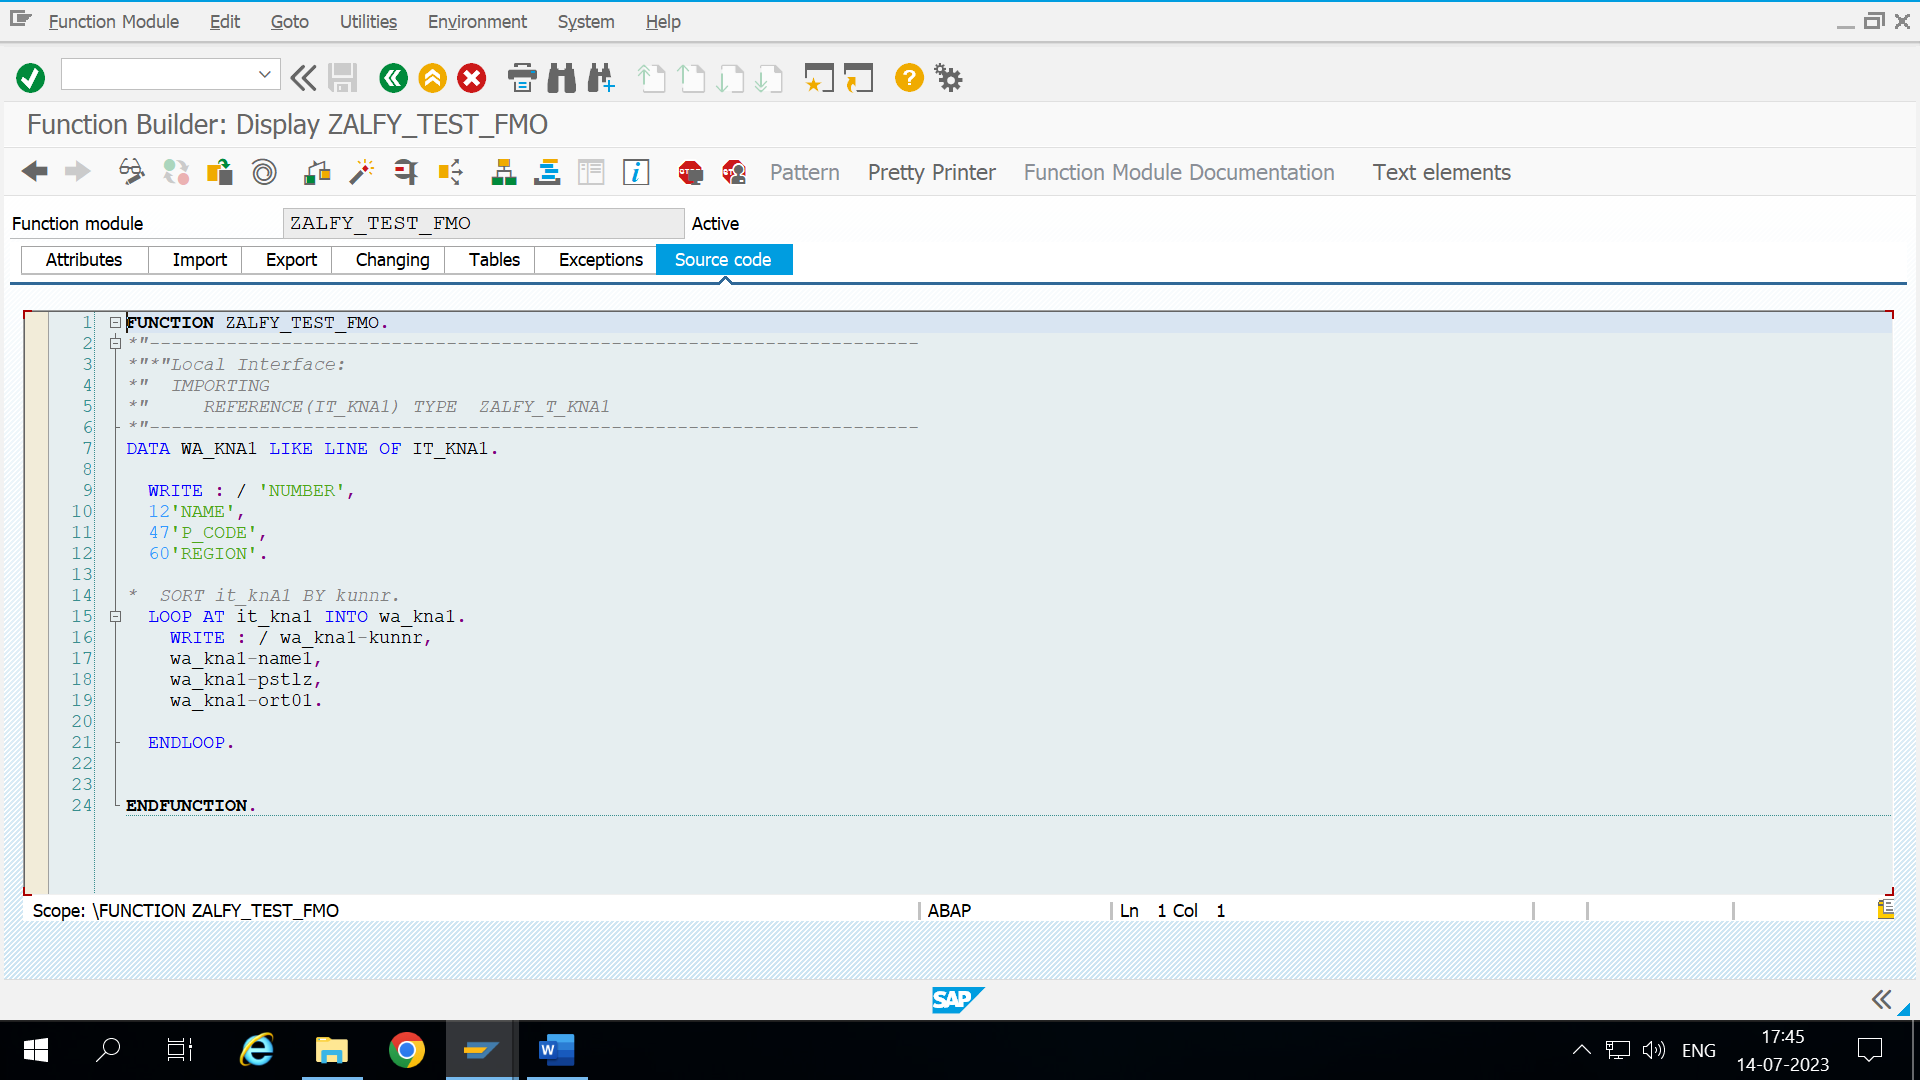 Function Module Edit Goto Utilities Environment System Help
Function Builder: Display ZALFY_TEST_FMO
Pattern Pretty Printer Function Module Documentation Text elements
Function module ZALFY_TEST_FMO Active
Attributes Import Export Changing Tables Exceptions Source code
1 FUNCTION ZALFY_TEST_FMO.
2 *"----------------------------------------------------------------------
3 *"*"Local Interface:
4 *"  IMPORTING
5 *"     REFERENCE(IT_KNA1) TYPE  ZALFY_T_KNA1
6 *"----------------------------------------------------------------------
7 DATA WA_KNA1 LIKE LINE OF IT_KNA1.
8
9   WRITE : / 'NUMBER',
10   12'NAME',
11   47'P_CODE',
12   60'REGION'.
13
14 *  SORT it_knA1 BY kunnr.
15   LOOP AT it_kna1 INTO wa_kna1.
16     WRITE : / wa_kna1-kunnr,
17     wa_kna1-name1,
18     wa_kna1-pstlz,
19     wa_kna1-ort01.
20
21   ENDLOOP.
22
23
24 ENDFUNCTION.
Scope: \FUNCTION ZALFY_TEST_FMO ABAP Ln 1 Col 1
SAP
ENG
17:45
14-07-2023